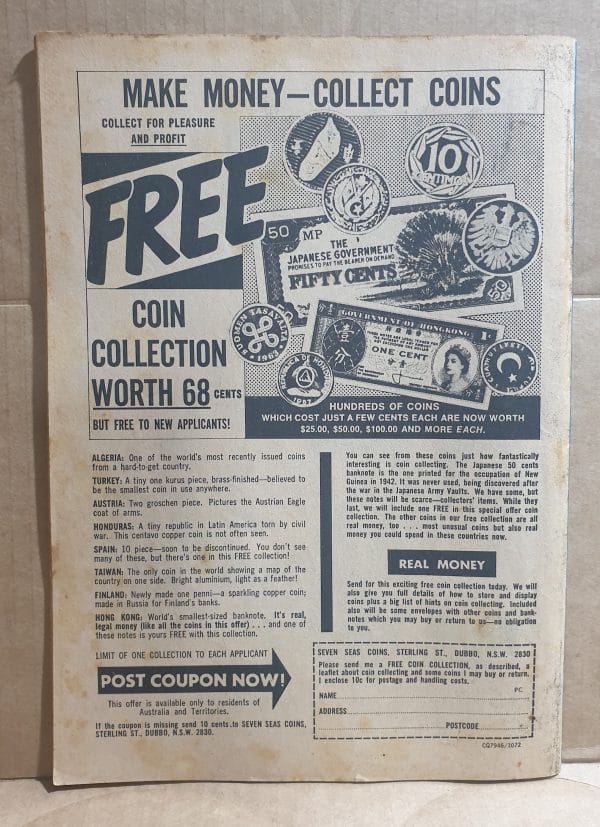 MAKE MONEY—COLLECT COINS
COLLECT FOR PLEASURE
AND PROFIT
FREE
COIN
COLLECTION
WORTH 68 CENTS
BUT FREE TO NEW APPLICANTS!
10
CENTIMOS
50 MP
THE
JAPANESE GOVERNMENT
PROMISES TO PAY THE BEARER ON DEMAND
FIFTY CENTS
SUOMEN TASAVALTA
1963
GOVERNMENT OF HONGKONG
壹
分
ONE CENT
REPUBLICA DE HONDURAS
1957
HUNDREDS OF COINS
WHICH COST JUST A FEW CENTS EACH ARE NOW WORTH
$25.00, $50.00, $100.00 AND MORE EACH.
ALGERIA: One of the world's most recently issued coins
from a hard-to-get country.
TURKEY: A tiny one kurus piece, brass-finished—believed to
be the smallest coin in use anywhere.
AUSTRIA: Two groschen piece. Pictures the Austrian Eagle
coat of arms.
HONDURAS: A tiny republic in Latin America torn by civil
war. This centavo copper coin is not often seen.
SPAIN: 10 piece—soon to be discontinued. You don't see
many of these, but there's one in this FREE collection!
TAIWAN: The only coin in the world showing a map of the
country on one side. Bright aluminium, light as a feather!
FINLAND: Newly made one penni—a sparkling copper coin;
made in Russia for Finland's banks.
HONG KONG: World's smallest-sized banknote. It's real,
legal money (like all the coins in this offer) . . . and one of
these notes is yours FREE with this collection.
LIMIT OF ONE COLLECTION TO EACH APPLICANT
POST COUPON NOW!
This offer is available only to residents of
Australia and Territories.
If the coupon is missing send 10 cents.to SEVEN SEAS COINS,
STERLING ST., DUBBO, N.S.W. 2830.
You can see from these coins just how fantastically
interesting is coin collecting. The Japanese 50 cents
banknote is the one printed for the occupation of New
Guinea in 1942. It was never used, being discovered after
the war in the Japanese Army Vaults. We have some, but
these notes will be scarce—collectors' items. While they
last, we will include one FREE in this special offer coin
collection. The other coins in our free collection are all
real money, too . . . most unusual coins but also real
money you could spend in these countries now.
REAL MONEY
Send for this exciting free coin collection today. We will
also give you full details of how to store and display
coins plus a big list of hints on coin collecting. Included
also will be some envelopes with other coins and bank-
notes which you may buy or return to us—no obligation
to you.
SEVEN SEAS COINS, STERLING ST., DUBBO, N.S.W. 2830
Please send me a FREE COIN COLLECTION, as described, a
leaflet about coin collecting and some coins I may buy or return.
I enclose 10c for postage and handling costs.
PC.
NAME
ADDRESS
POSTCODE
CQ7946/1072